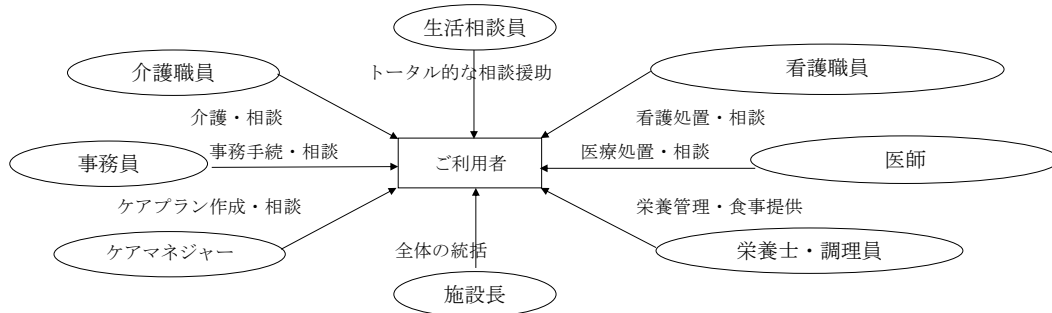 生活相談員
介護職員
トータル的な相談援助
看護職員
介護・相談
看護処置・相談
事務員
事務手続・相談
ご利用者
医療処置・相談
医師
ケアプラン作成・相談
栄養管理・食事提供
ケアマネジャー
全体の統括
栄養士・調理員
施設長